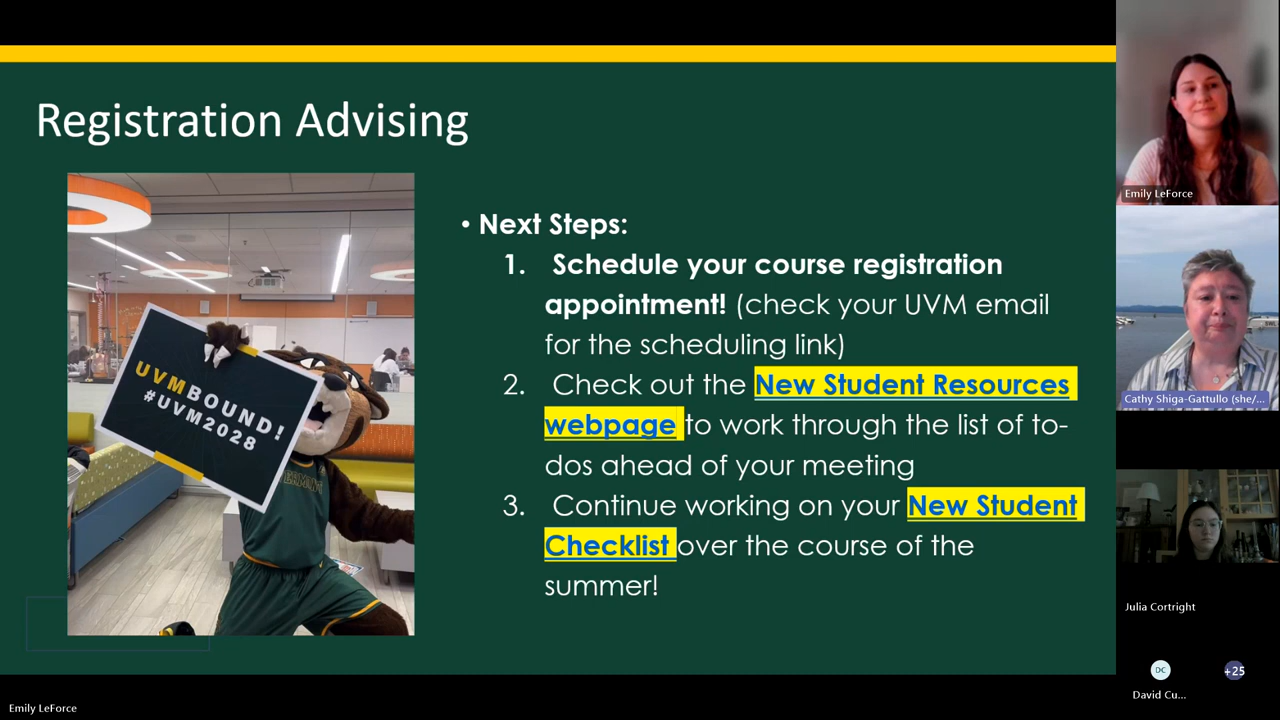 Registration Advising
UVMBOUND!
#UVM2028
• Next Steps:
1. Schedule your course registration
appointment! (check your UVM email
for the scheduling link)
2. Check out the New Student Resources
webpage to work through the list of to-
dos ahead of your meeting
3. Continue working on your New Student
Checklist over the course of the
summer!
Emily LeForce
Cathy Shiga-Gattullo (she/...
Julia Cortright
DC
David Cu...
+25
Emily LeForce